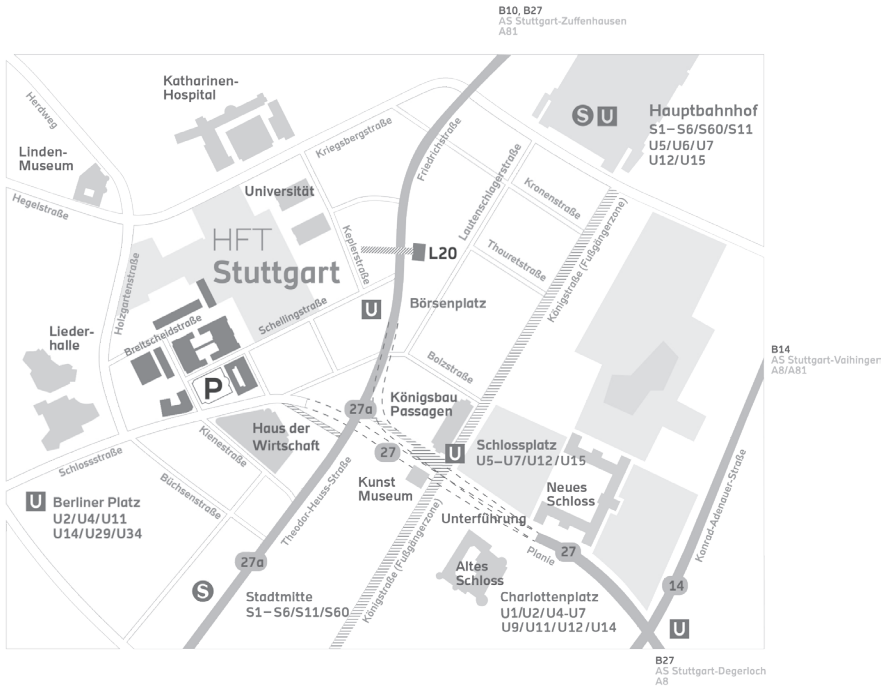 B10, B27
AS Stuttgart-Zuffenhausen
A81
Katharinen-
Hospital
Herdweg
Linden-
Museum
Hegelstraße
Kriegsbergstraße
Friedrichstraße
Hauptbahnhof
S1–S6/S60/S11
U5/U6/U7
U12/U15
S
U
Universität
HFT
Stuttgart
Keplerstraße
Lautenschlagerstraße
Kronenstraße
Thouretstraße
Königstraße (Fußgängerzone)
L20
Holzgartenstraße
Breitscheidstraße
Schellingstraße
U
Börsenplatz
Lieder-
halle
P
Bolzstraße
B14
AS Stuttgart-Vaihingen
A8/A81
Königsbau
Passagen
27a
Haus der
Wirtschaft
27
U
Schlossplatz
U5–U7/U12/U15
Kienestraße
Schlossstraße
Büchsenstraße
Theodor-Heuss-Straße
Kunst
Museum
Neues
Schloss
Konrad-Adenauer-Straße
U
Berliner Platz
U2/U4/U11
U14/U29/U34
Unterführung
Königstraße (Fußgängerzone)
Planie
27
27a
Altes
Schloss
14
S
Stadtmitte
S1–S6/S11/S60
Charlottenplatz
U1/U2/U4-U7
U9/U11/U12/U14
U
B27
AS Stuttgart-Degerloch
A8